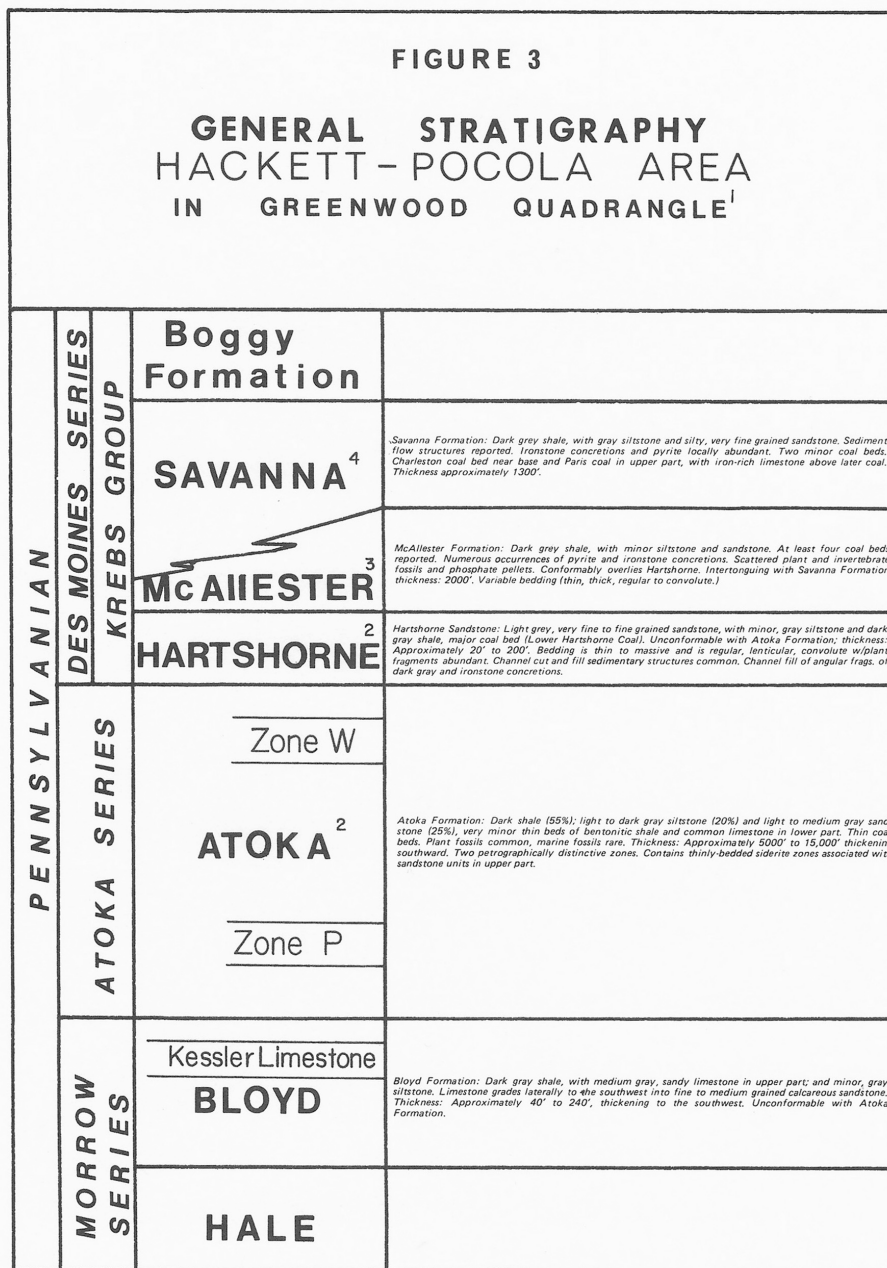 FIGURE 3
GENERAL STRATIGRAPHY
HACKETT – POCOLA AREA
IN GREENWOOD QUADRANGLE¹
PENNSYLVANIAN
DES MOINES SERIES
KREBS GROUP
Boggy
Formation
SAVANNA⁴
Savanna Formation: Dark grey shale, with gray siltstone and silty, very fine grained sandstone. Sediment
flow structures reported. Ironstone concretions and pyrite locally abundant. Two minor coal beds.
Charleston coal bed near base and Paris coal in upper part, with iron-rich limestone above later coal.
Thickness approximately 1300'.
McAllESTER³
McAllester Formation: Dark grey shale, with minor siltstone and sandstone. At least four coal beds
reported. Numerous occurrences of pyrite and ironstone concretions. Scattered plant and invertebrate
fossils and phosphate pellets. Conformably overlies Hartshorne. Intertonguing with Savanna Formation
thickness: 2000'. Variable bedding (thin, thick, regular to convolute.)
HARTSHORNE²
Hartshorne Sandstone: Light grey, very fine to fine grained sandstone, with minor, gray siltstone and dark
gray shale, major coal bed (Lower Hartshorne Coal). Unconformable with Atoka Formation; thickness:
Approximately 20' to 200'. Bedding is thin to massive and is regular, lenticular, convolute w/plant
fragments abundant. Channel cut and fill sedimentary structures common. Channel fill of angular frags. of
dark gray and ironstone concretions.
ATOKA SERIES
Zone W
ATOKA²
Zone P
Atoka Formation: Dark shale (55%); light to dark gray siltstone (20%) and light to medium gray sand
stone (25%), very minor thin beds of bentonitic shale and common limestone in lower part. Thin coa
beds. Plant fossils common, marine fossils rare. Thickness: Approximately 5000' to 15,000' thickenin
southward. Two petrographically distinctive zones. Contains thinly-bedded siderite zones associated wit
sandstone units in upper part.
MORROW
SERIES
Kessler Limestone
BLOYD
Bloyd Formation: Dark gray shale, with medium gray, sandy limestone in upper part; and minor, gray
siltstone. Limestone grades laterally to the southwest into fine to medium grained calcareous sandstone.
Thickness: Approximately 40' to 240', thickening to the southwest. Unconformable with Atoka
Formation.
HALE